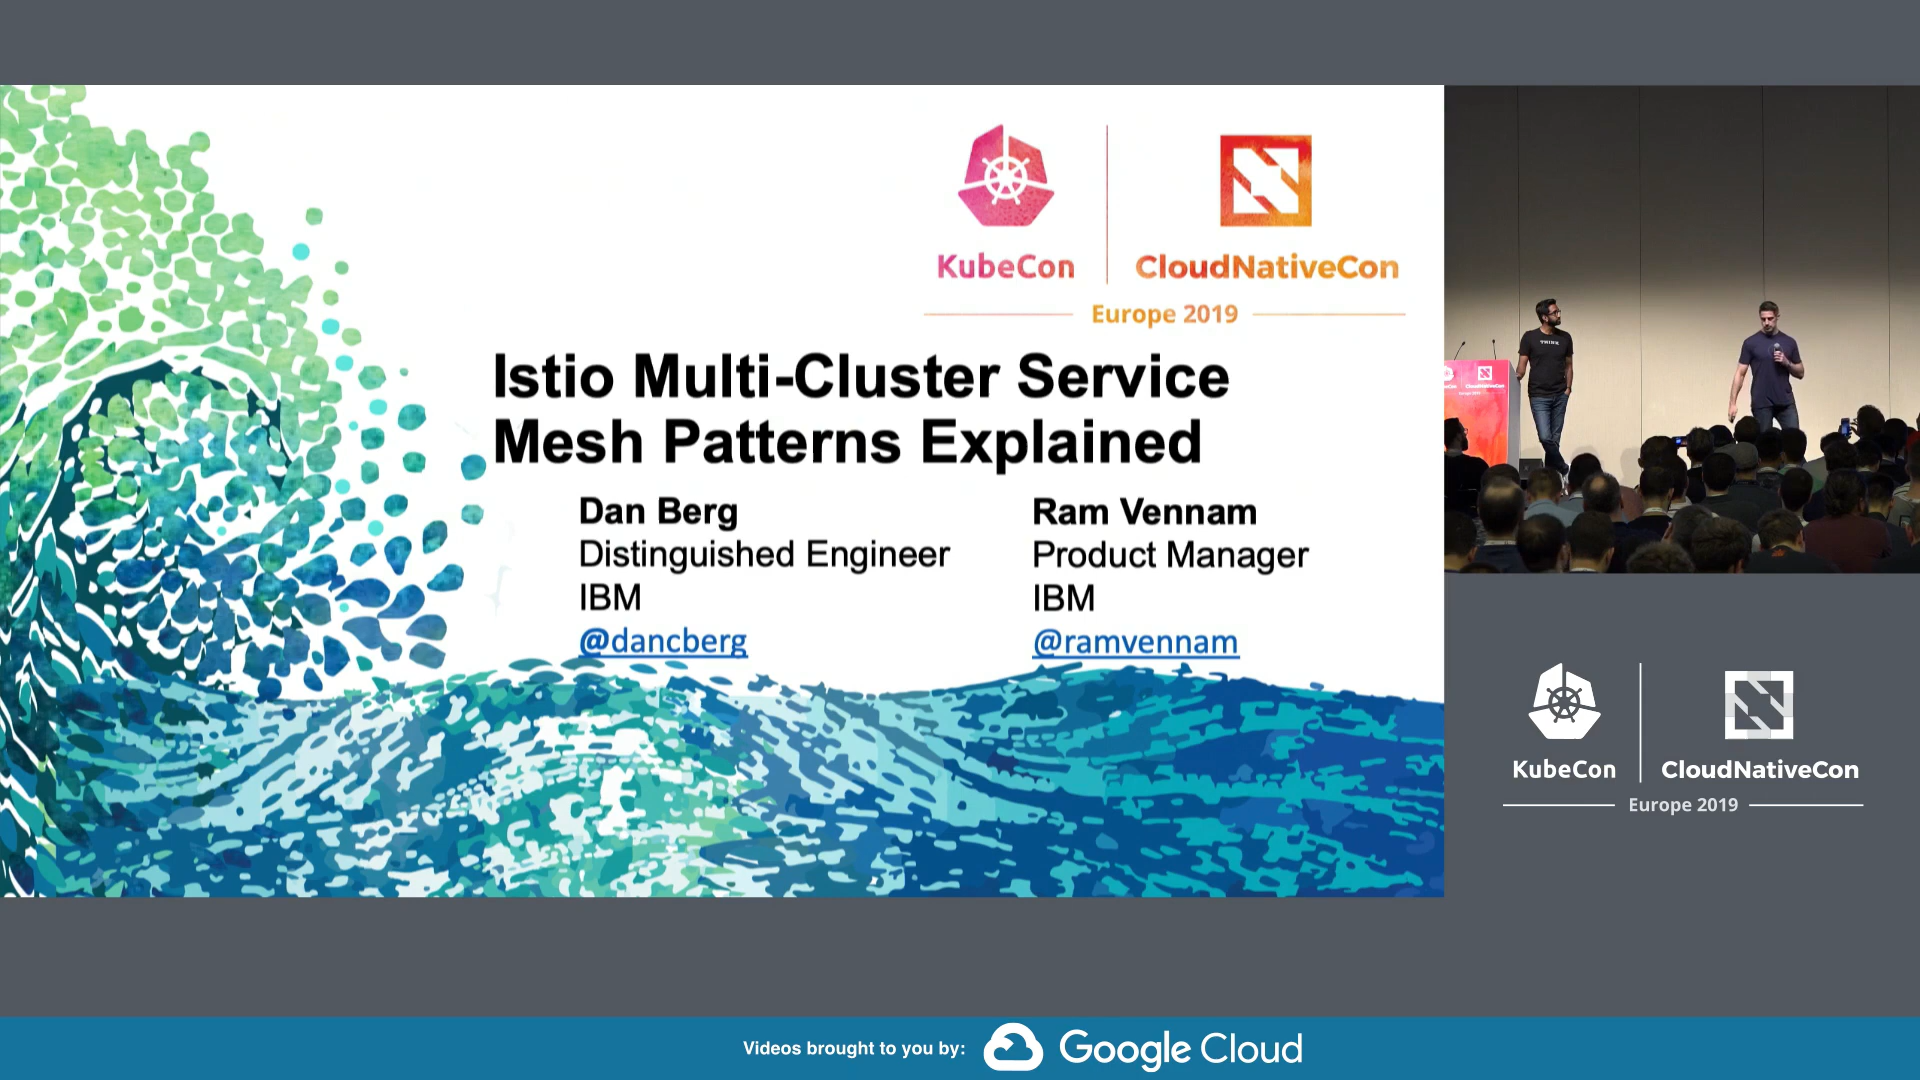 KubeCon
CloudNativeCon
Europe 2019
Istio Multi-Cluster Service
Mesh Patterns Explained
Dan Berg
Distinguished Engineer
IBM
@dancberg
Ram Vennam
Product Manager
IBM
@ramvennam
THINK
KubeCon
CloudNativeCon
Europe 2019
Videos brought to you by:
Google Cloud